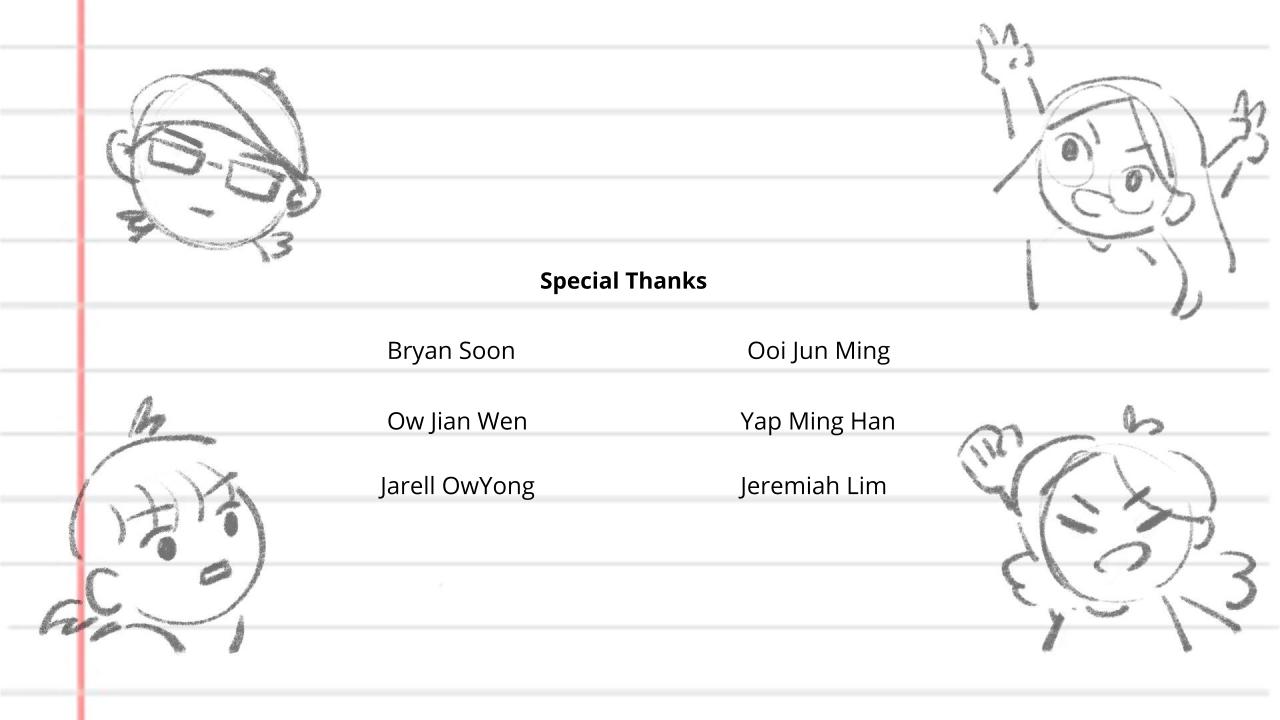 Special Thanks
Bryan Soon Ooi Jun Ming
Ow Jian Wen Yap Ming Han
Jarell OwYong Jeremiah Lim